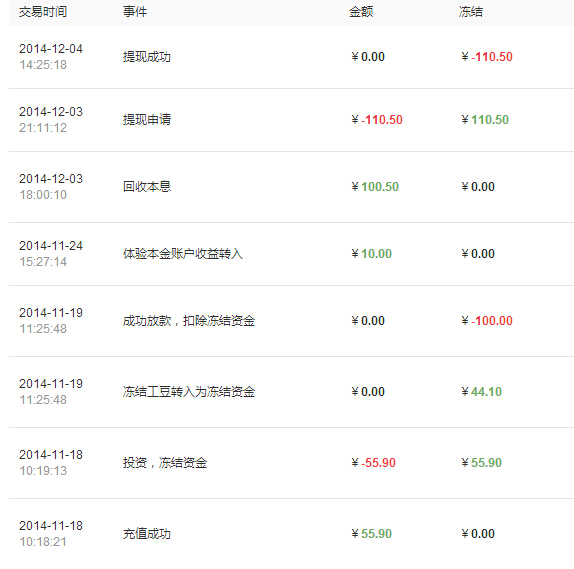 交易时间 事件 金额 冻结
2014-12-04
14:25:18
提现成功 ￥0.00 ￥-110.50
2014-12-03
21:11:12
提现申请 ￥-110.50 ￥110.50
2014-12-03
18:00:10
回收本息 ￥100.50 ￥0.00
2014-11-24
15:27:14
体验本金账户收益转入 ￥10.00 ￥0.00
2014-11-19
11:25:48
成功放款，扣除冻结资金 ￥0.00 ￥-100.00
2014-11-19
11:25:48
冻结工豆转入为冻结资金 ￥0.00 ￥44.10
2014-11-18
10:19:13
投资，冻结资金 ￥-55.90 ￥55.90
2014-11-18
10:18:21
充值成功 ￥55.90 ￥0.00